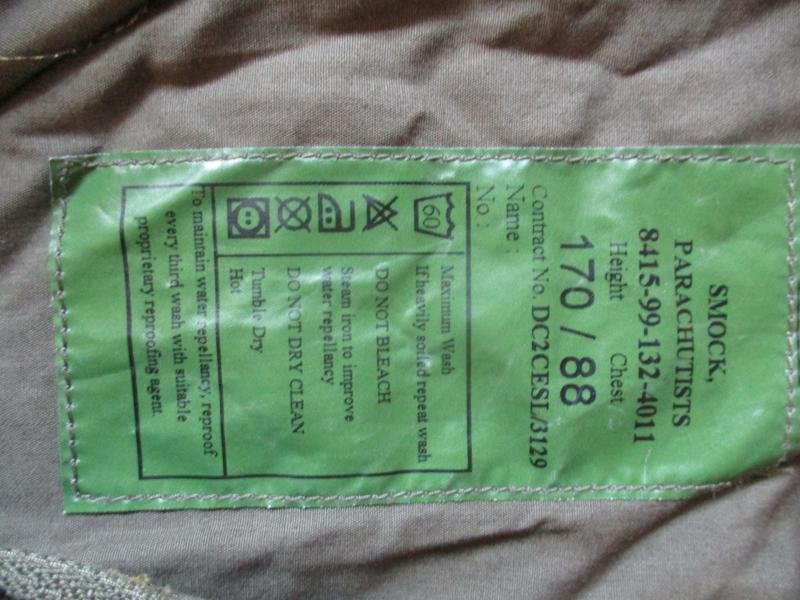 SMOCK,
PARACHUTISTS
8415-99-132-4011
Height Chest
170 / 88
Contract No. DC2CESL/3129
Name :
No :
60
Maximum Wash
If heavily soiled repeat wash
DO NOT BLEACH
Steam iron to improve
water repellancy
DO NOT DRY CLEAN
Tumble Dry
Hot
To maintain water repellancy, reproof
every third wash with suitable
proprietary reproofing agent.